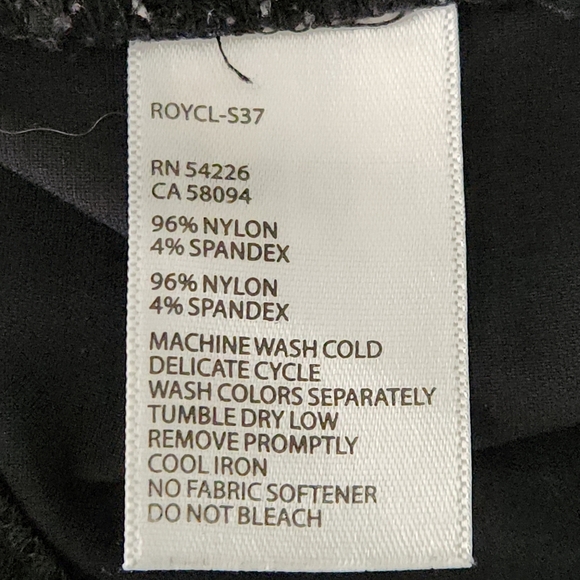 ROYCL-S37
RN 54226
CA 58094
96% NYLON
4% SPANDEX
96% NYLON
4% SPANDEX
MACHINE WASH COLD
DELICATE CYCLE
WASH COLORS SEPARATELY
TUMBLE DRY LOW
REMOVE PROMPTLY
COOL IRON
NO FABRIC SOFTENER
DO NOT BLEACH